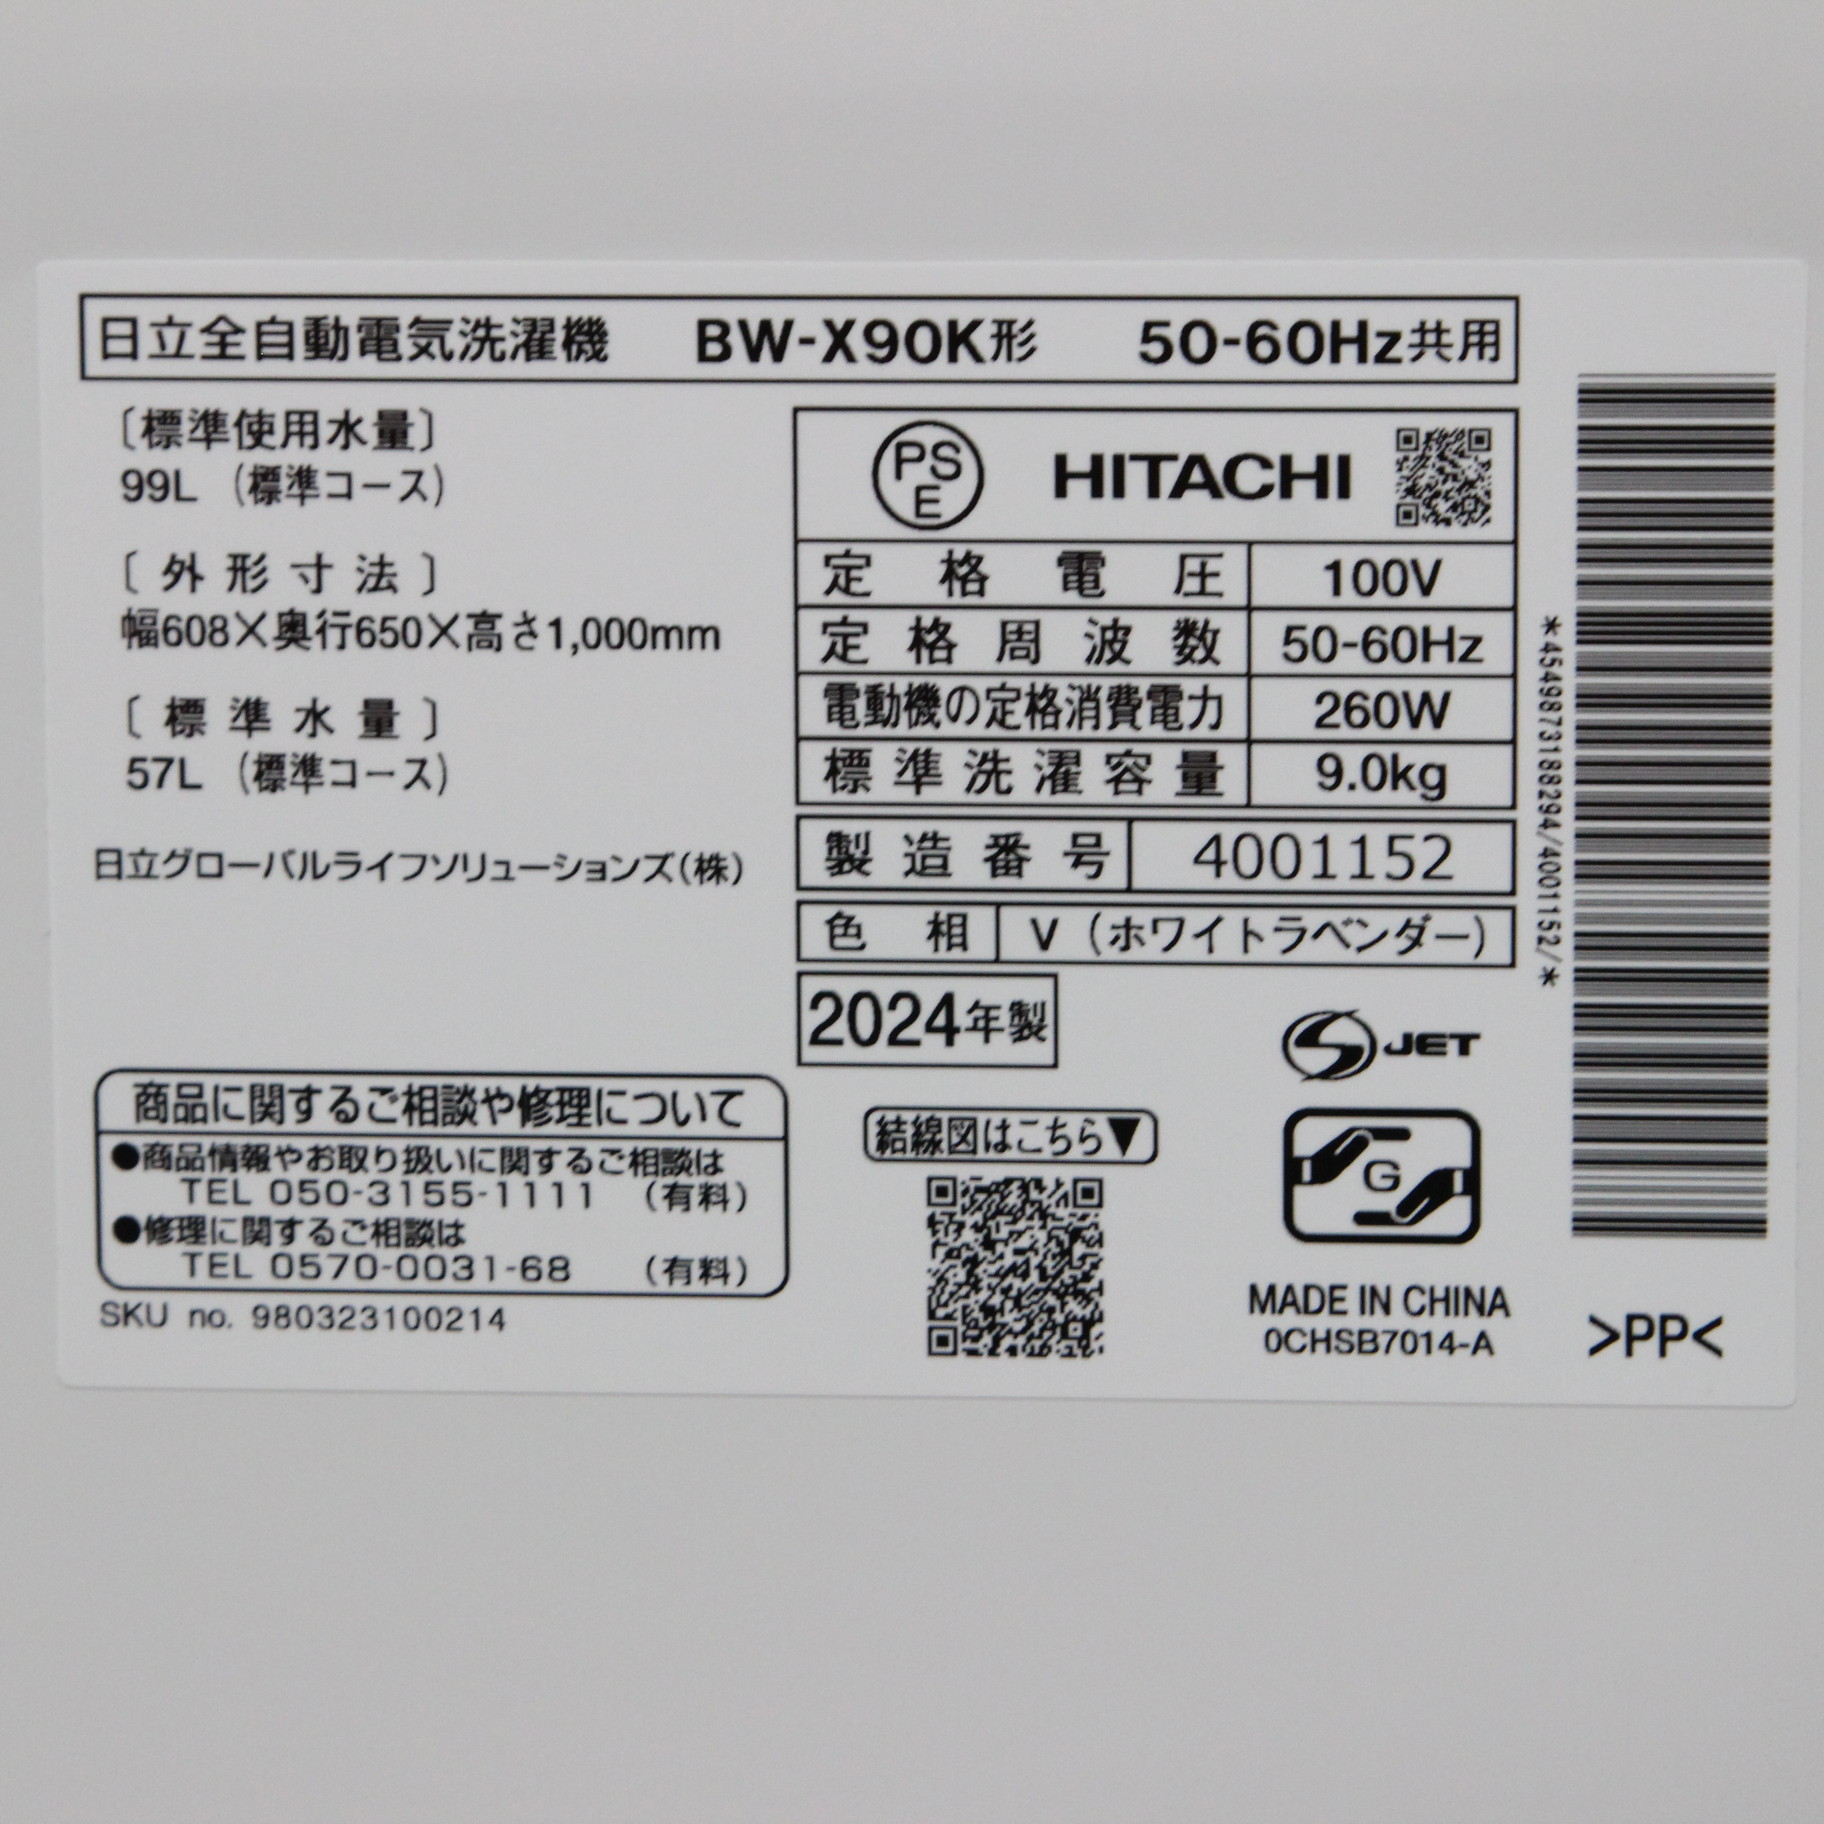 日立全自動電気洗濯機 BW-X90K形 50-60Hz共用
〔標準使用水量〕
99L (標準コース)
〔外形寸法〕
幅608×奥行650×高さ1,000mm
〔標準水量〕
57L (標準コース)
日立グローバルライフソリューションズ(株)
PSE HITACHI
定格電圧 100V
定格周波数 50-60Hz
電動機の定格消費電力 260W
標準洗濯容量 9.0kg
製造番号 4001152
色相 V (ホワイトラベンダー)
2024年製
S JET
商品に関するご相談や修理について
●商品情報やお取り扱いに関するご相談は
TEL 050-3155-1111 (有料)
●修理に関するご相談は
TEL 0570-0031-68 (有料)
SKU no. 980323100214
結線図はこちら▼
G
MADE IN CHINA
0CHSB7014-A
>PP<
*4549873188294/4001152/*